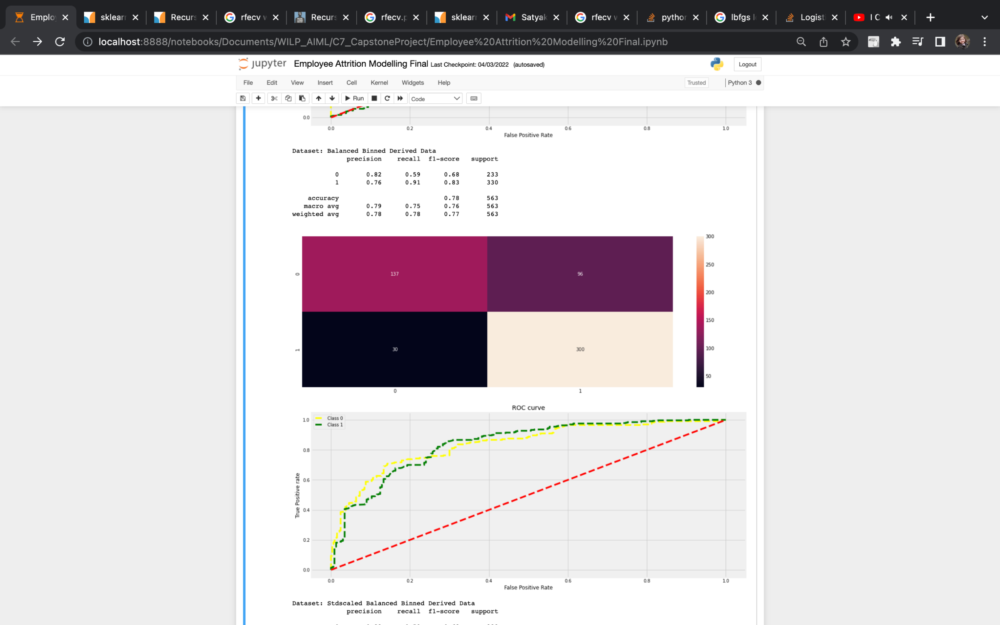 Emplo
sklearn
Recurs
rfecv w
Recurs
rfecv.p
sklearn
Satyak
rfecv w
python
lbfgs l
Logisti
I C
localhost:8888/notebooks/Documents/WILP_AIML/C7_CapstoneProject/Employee%20Attrition%20Modelling%20Final.ipynb
jupyter Employee Attrition Modelling Final Last Checkpoint: 04/03/2022 (autosaved)
Logout
File Edit View Insert Cell Kernel Widgets Help
Trusted
Python 3
Run
Code
0.0
0.0 0.2 0.4 0.6 0.8 1.0
False Positive Rate
Dataset: Balanced Binned Derived Data
precision recall f1-score support
0 0.82 0.59 0.68 233
1 0.76 0.91 0.83 330
accuracy 0.78 563
macro avg 0.79 0.75 0.76 563
weighted avg 0.78 0.78 0.77 563
300
250
200
150
100
50
0
137 96
1
30 300
0 1
ROC curve
Class 0
Class 1
1.0
0.8
0.6
0.4
0.2
0.0
True Positive rate
0.0 0.2 0.4 0.6 0.8 1.0
False Positive Rate
Dataset: Stdscaled Balanced Binned Derived Data
precision recall f1-score support